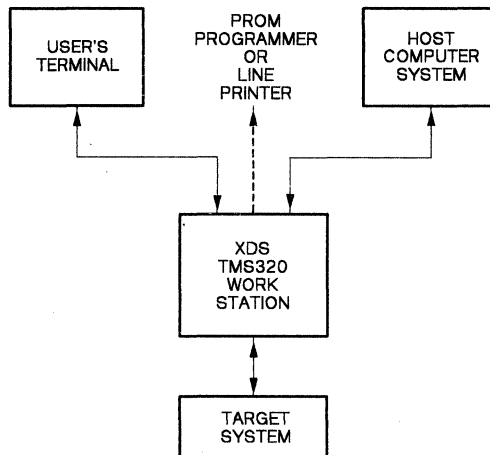 USER'S
TERMINAL
PROM
PROGRAMMER
OR
LINE
PRINTER
HOST
COMPUTER
SYSTEM
XDS
TMS320
WORK
STATION
TARGET
SYSTEM